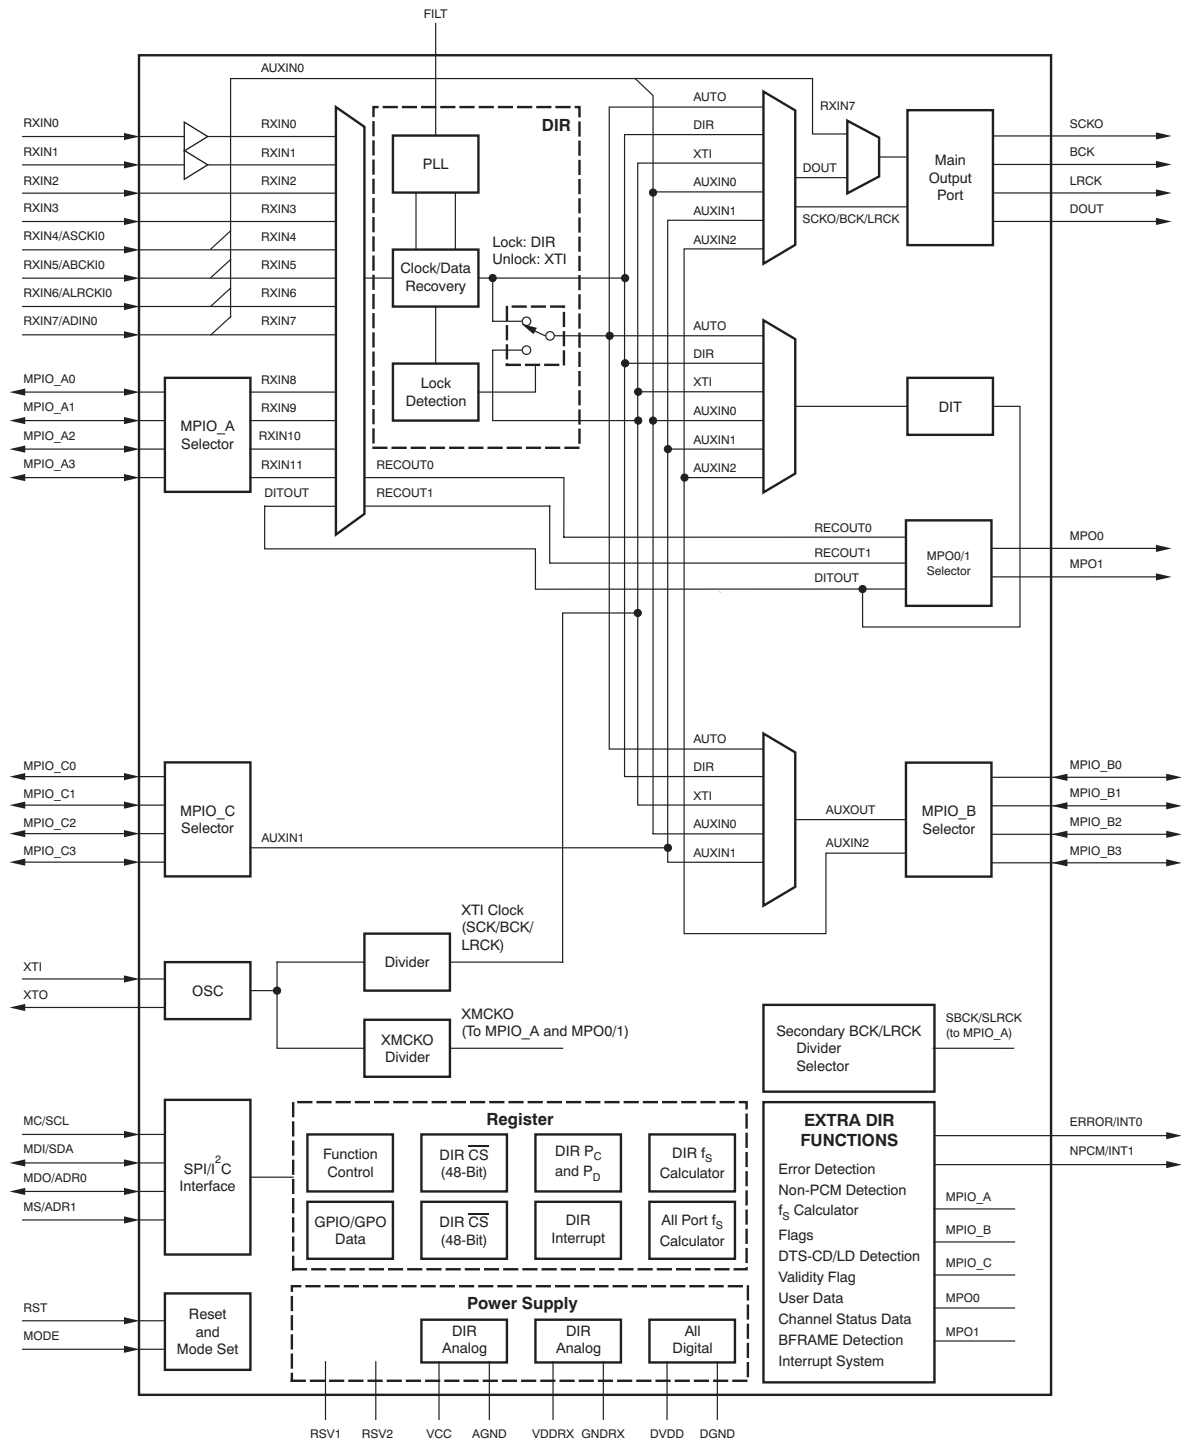 FILT
AUXIN0
RXIN0
RXIN1
RXIN2
RXIN3
RXIN4/ASCKI0
RXIN5/ABCKI0
RXIN6/ALRCKI0
RXIN7/ADIN0
RXIN0
RXIN1
RXIN2
RXIN3
RXIN4
RXIN5
RXIN6
RXIN7
DIR
PLL
Clock/Data
Recovery
Lock
Detection
Lock: DIR
Unlock: XTI
AUTO
DIR
XTI
AUXIN0
AUXIN1
AUXIN2
RXIN7
DOUT
SCKO/BCK/LRCK
Main
Output
Port
SCKO
BCK
LRCK
DOUT
MPIO_A0
MPIO_A1
MPIO_A2
MPIO_A3
MPIO_A
Selector
RXIN8
RXIN9
RXIN10
RXIN11
DITOUT
RECOUT0
RECOUT1
AUTO
DIR
XTI
AUXIN0
AUXIN1
AUXIN2
DIT
RECOUT0
RECOUT1
DITOUT
MPO0/1
Selector
MPO0
MPO1
MPIO_C0
MPIO_C1
MPIO_C2
MPIO_C3
MPIO_C
Selector
AUXIN1
AUTO
DIR
XTI
AUXIN0
AUXIN1
AUXOUT
AUXIN2
MPIO_B
Selector
MPIO_B0
MPIO_B1
MPIO_B2
MPIO_B3
XTI
XTO
OSC
Divider
XTI Clock
(SCK/BCK/
LRCK)
XMCKO
Divider
XMCKO
(To MPIO_A and MPO0/1)
Secondary BCK/LRCK
Divider
Selector
SBCK/SLRCK
(to MPIO_A)
MC/SCL
MDI/SDA
MDO/ADR0
MS/ADR1
SPI/I2C
Interface
Register
Function
Control
DIR CS
(48-Bit)
DIR PC
and PD
DIR fS
Calculator
GPIO/GPO
Data
DIR CS
(48-Bit)
DIR
Interrupt
All Port fS
Calculator
EXTRA DIR
FUNCTIONS
Error Detection
Non-PCM Detection
fS Calculator
Flags
DTS-CD/LD Detection
Validity Flag
User Data
Channel Status Data
BFRAME Detection
Interrupt System
ERROR/INT0
NPCM/INT1
MPIO_A
MPIO_B
MPIO_C
MPO0
MPO1
RST
MODE
Reset
and
Mode Set
Power Supply
DIR
Analog
DIR
Analog
All
Digital
RSV1
RSV2
VCC
AGND
VDDRX
GNDRX
DVDD
DGND